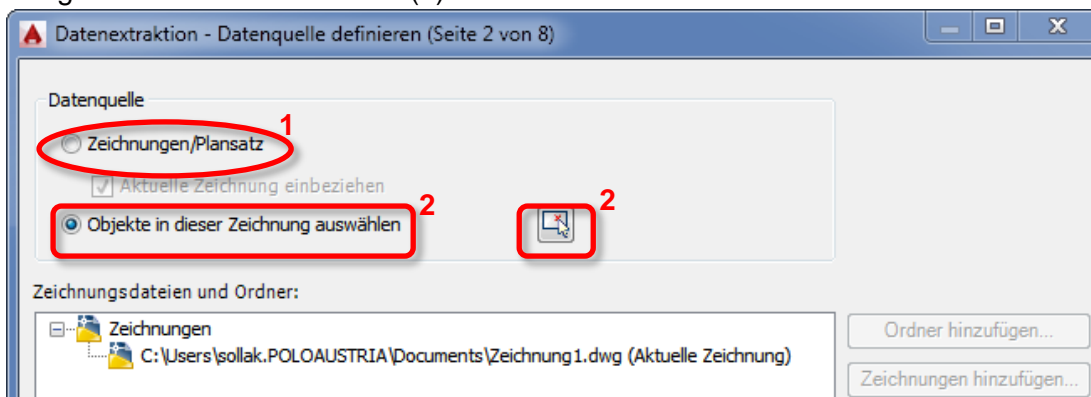 Datenextraktion - Datenquelle definieren (Seite 2 von 8)
Datenquelle
1
Zeichnungen/Plansatz
Aktuelle Zeichnung einbeziehen
2 2
Objekte in dieser Zeichnung auswählen
Zeichnungsdateien und Ordner:
Zeichnungen
Ordner hinzufügen...
C:\Users\sollak.POLOAUSTRIA\Documents\Zeichnung1.dwg (Aktuelle Zeichnung)
Zeichnungen hinzufügen...